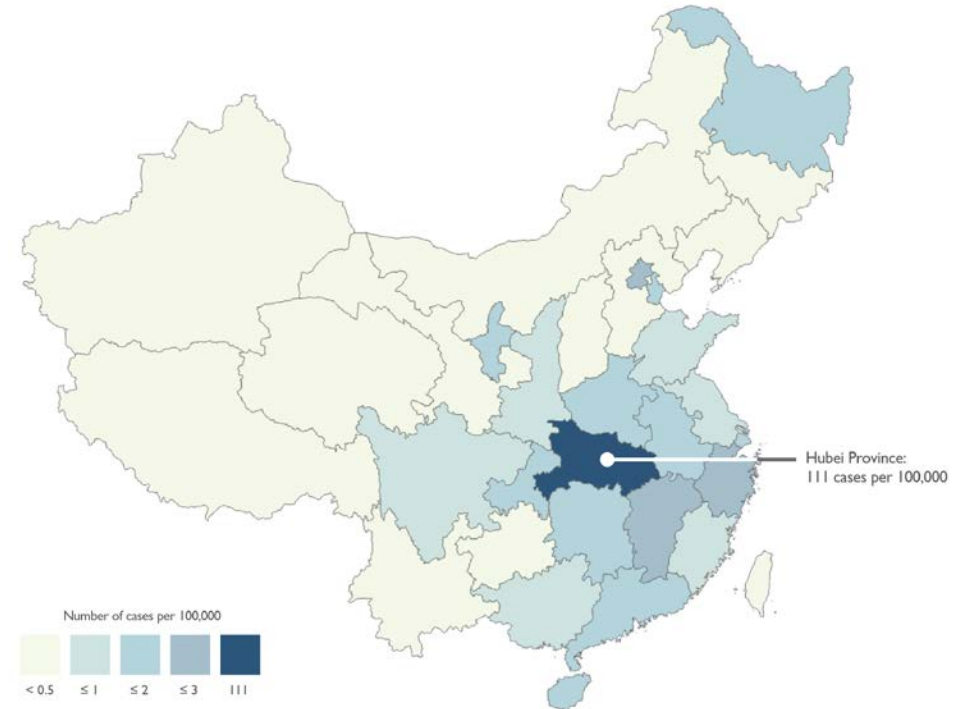 Hubei Province:
111 cases per 100,000
Number of cases per 100,000
< 0.5 ≤ 1 ≤ 2 ≤ 3 111